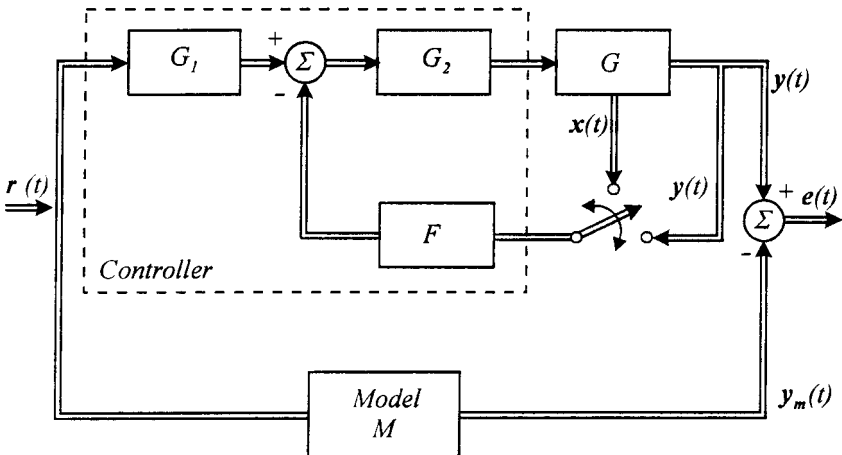 G1
+
Σ
-
G2
G
y(t)
x(t)
r (t)
y(t)
+
e(t)
Σ
-
F
Controller
Model
M
ym(t)